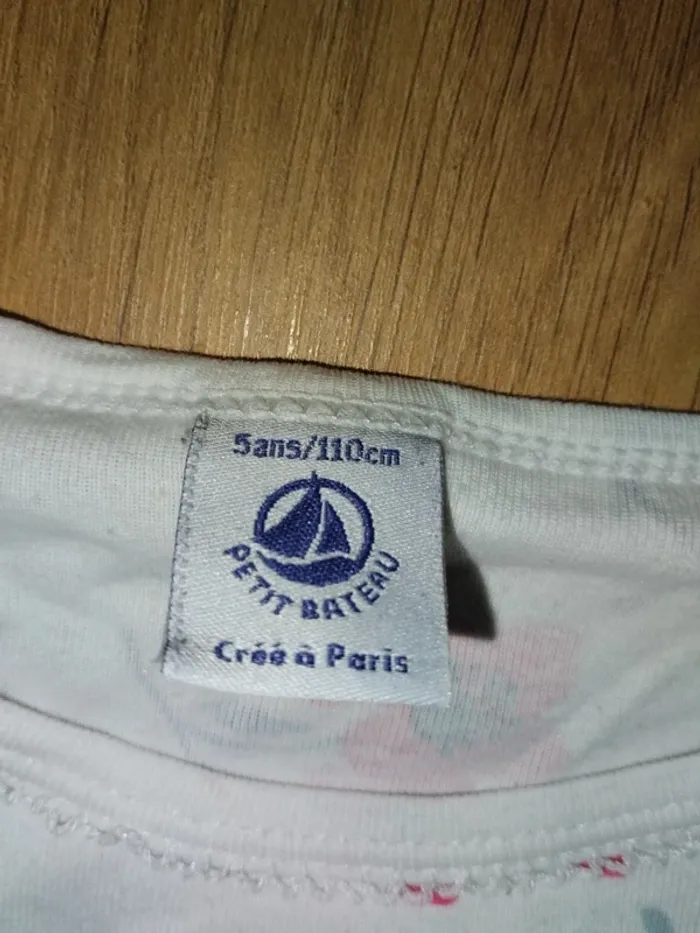 5ans/110cm
PETIT BATEAU
Créé à Paris